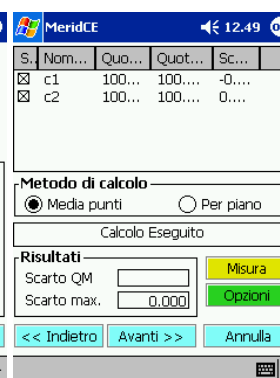 MeridCE 12.49
S.. Nom... Quo... Quot... Sc...
c1 100... 100.... -0....
c2 100... 100.... 0....
Metodo di calcolo
Media punti Per piano
Calcolo Eseguito
Risultati
Scarto QM
Misura
Scarto max. 0.000
Opzioni
<< Indietro Avanti >> Annulla